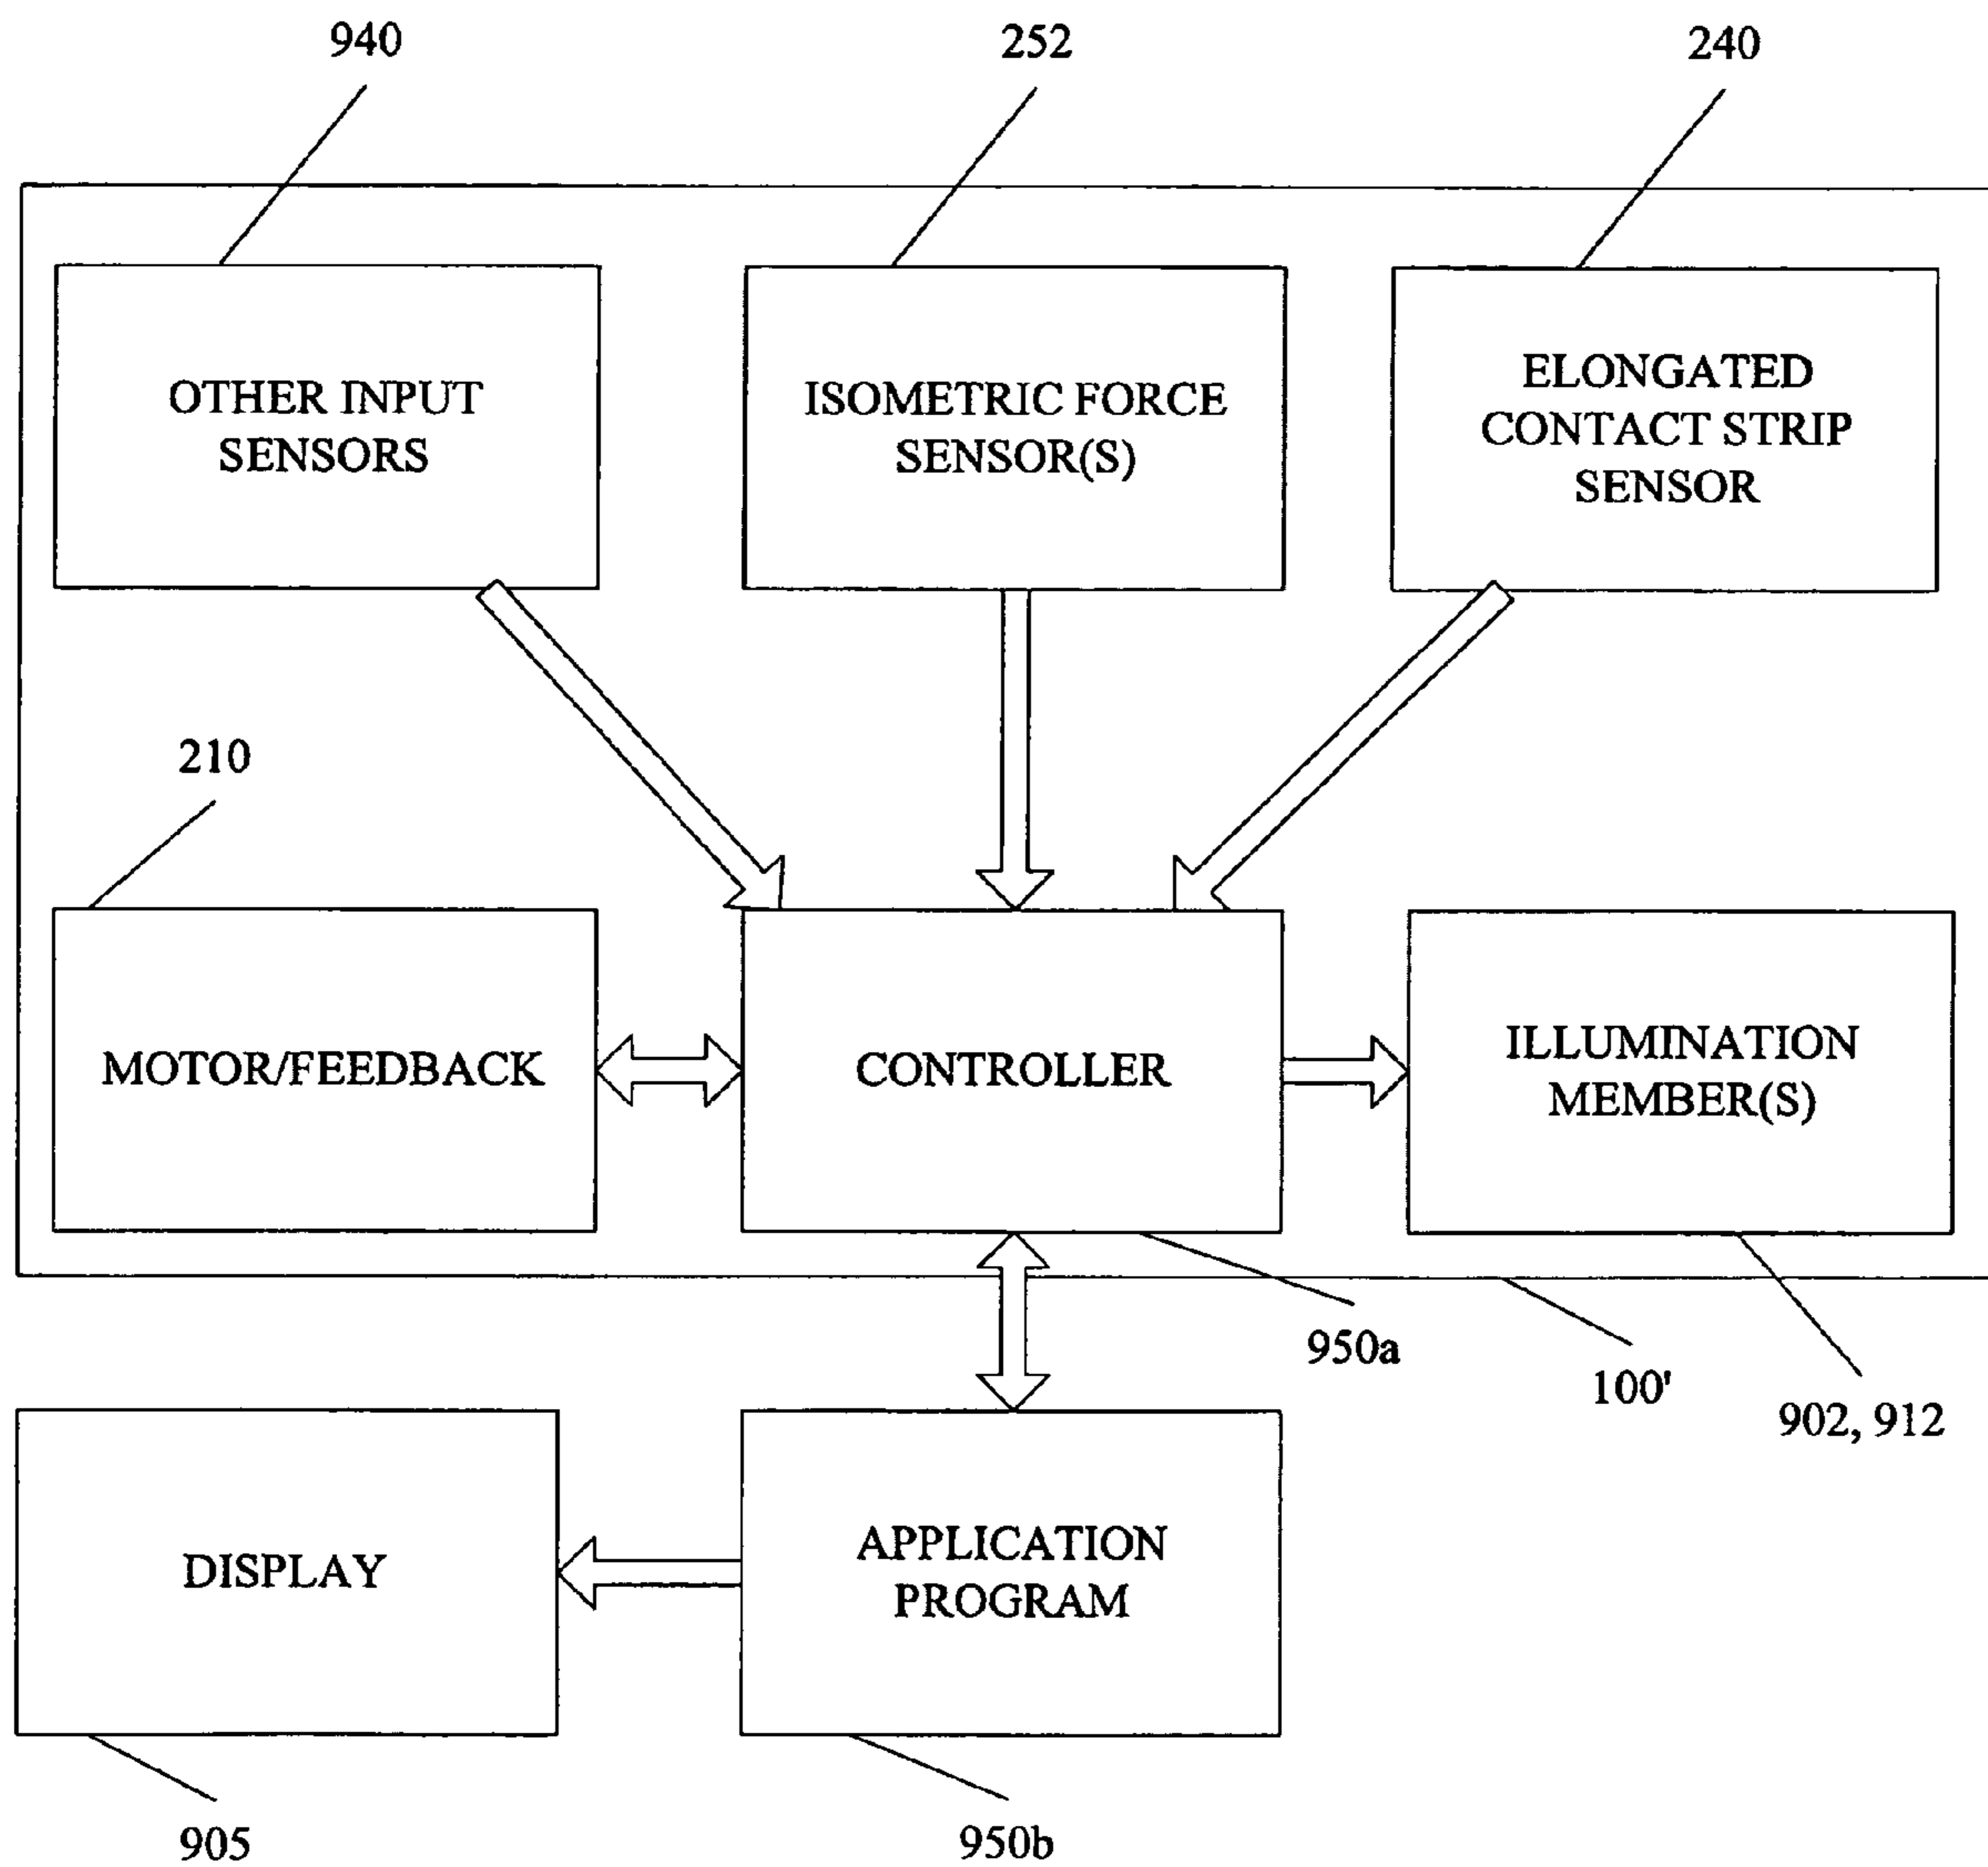 940
252
240
OTHER INPUT
SENSORS
ISOMETRIC FORCE
SENSOR(S)
ELONGATED
CONTACT STRIP
SENSOR
210
MOTOR/FEEDBACK
CONTROLLER
ILLUMINATION
MEMBER(S)
950a
100'
902, 912
DISPLAY
APPLICATION
PROGRAM
905
950b